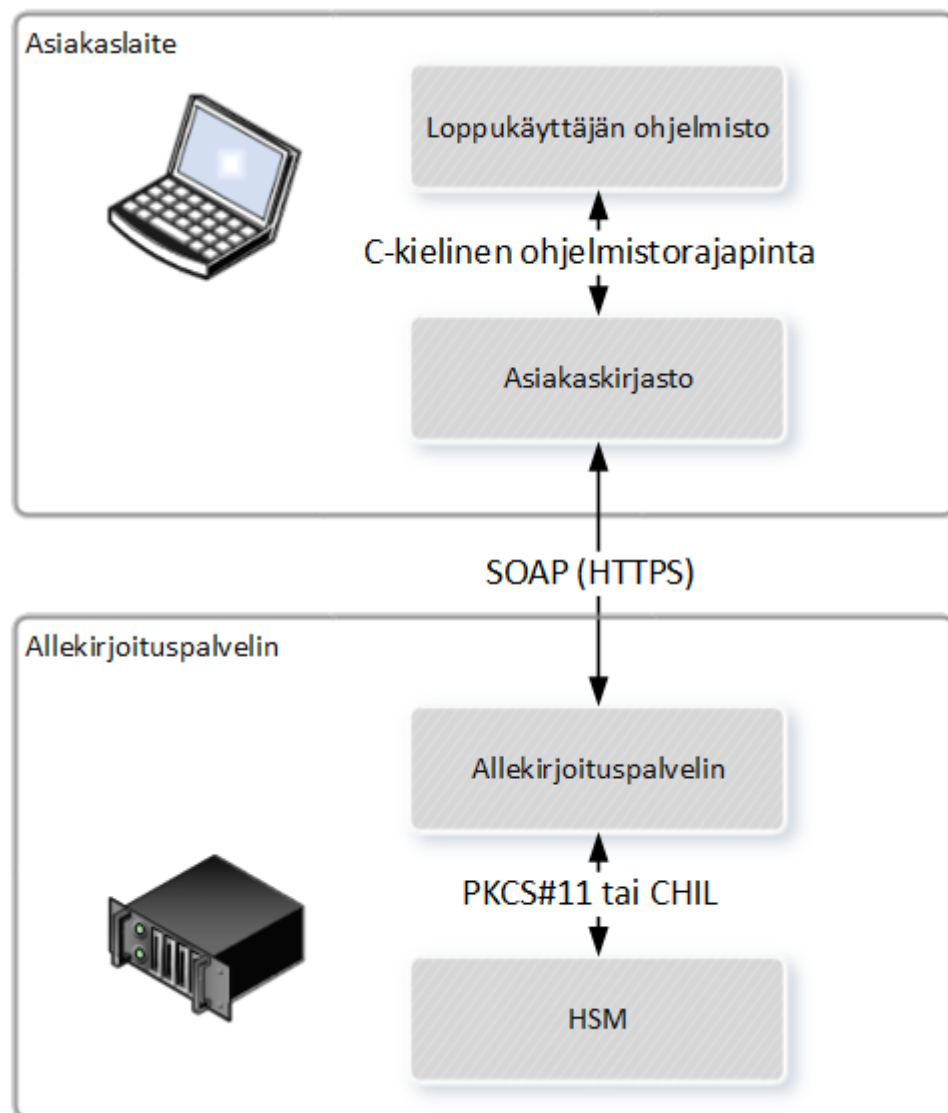 Asiakaslaite
Loppukäyttäjän ohjelmisto
C-kielinen ohjelmistorajapinta
Asiakaskirjasto
SOAP (HTTPS)
Allekirjoituspalvelin
Allekirjoituspalvelin
PKCS#11 tai CHIL
HSM